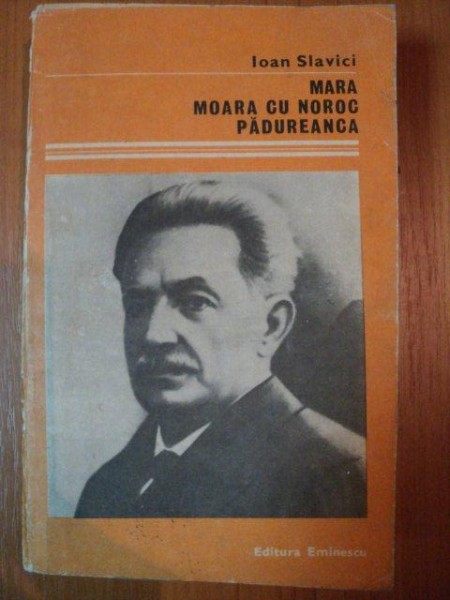 Ioan Slavici
MARA
MOARA CU NOROC
PĂDUREANCA
Editura Eminescu